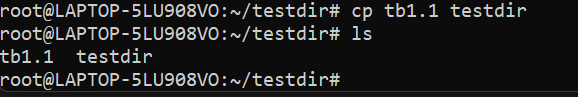 root@LAPTOP-5LU908VO:~/testdir# cp tb1.1 testdir
root@LAPTOP-5LU908VO:~/testdir# ls
tb1.1  testdir
root@LAPTOP-5LU908VO:~/testdir#